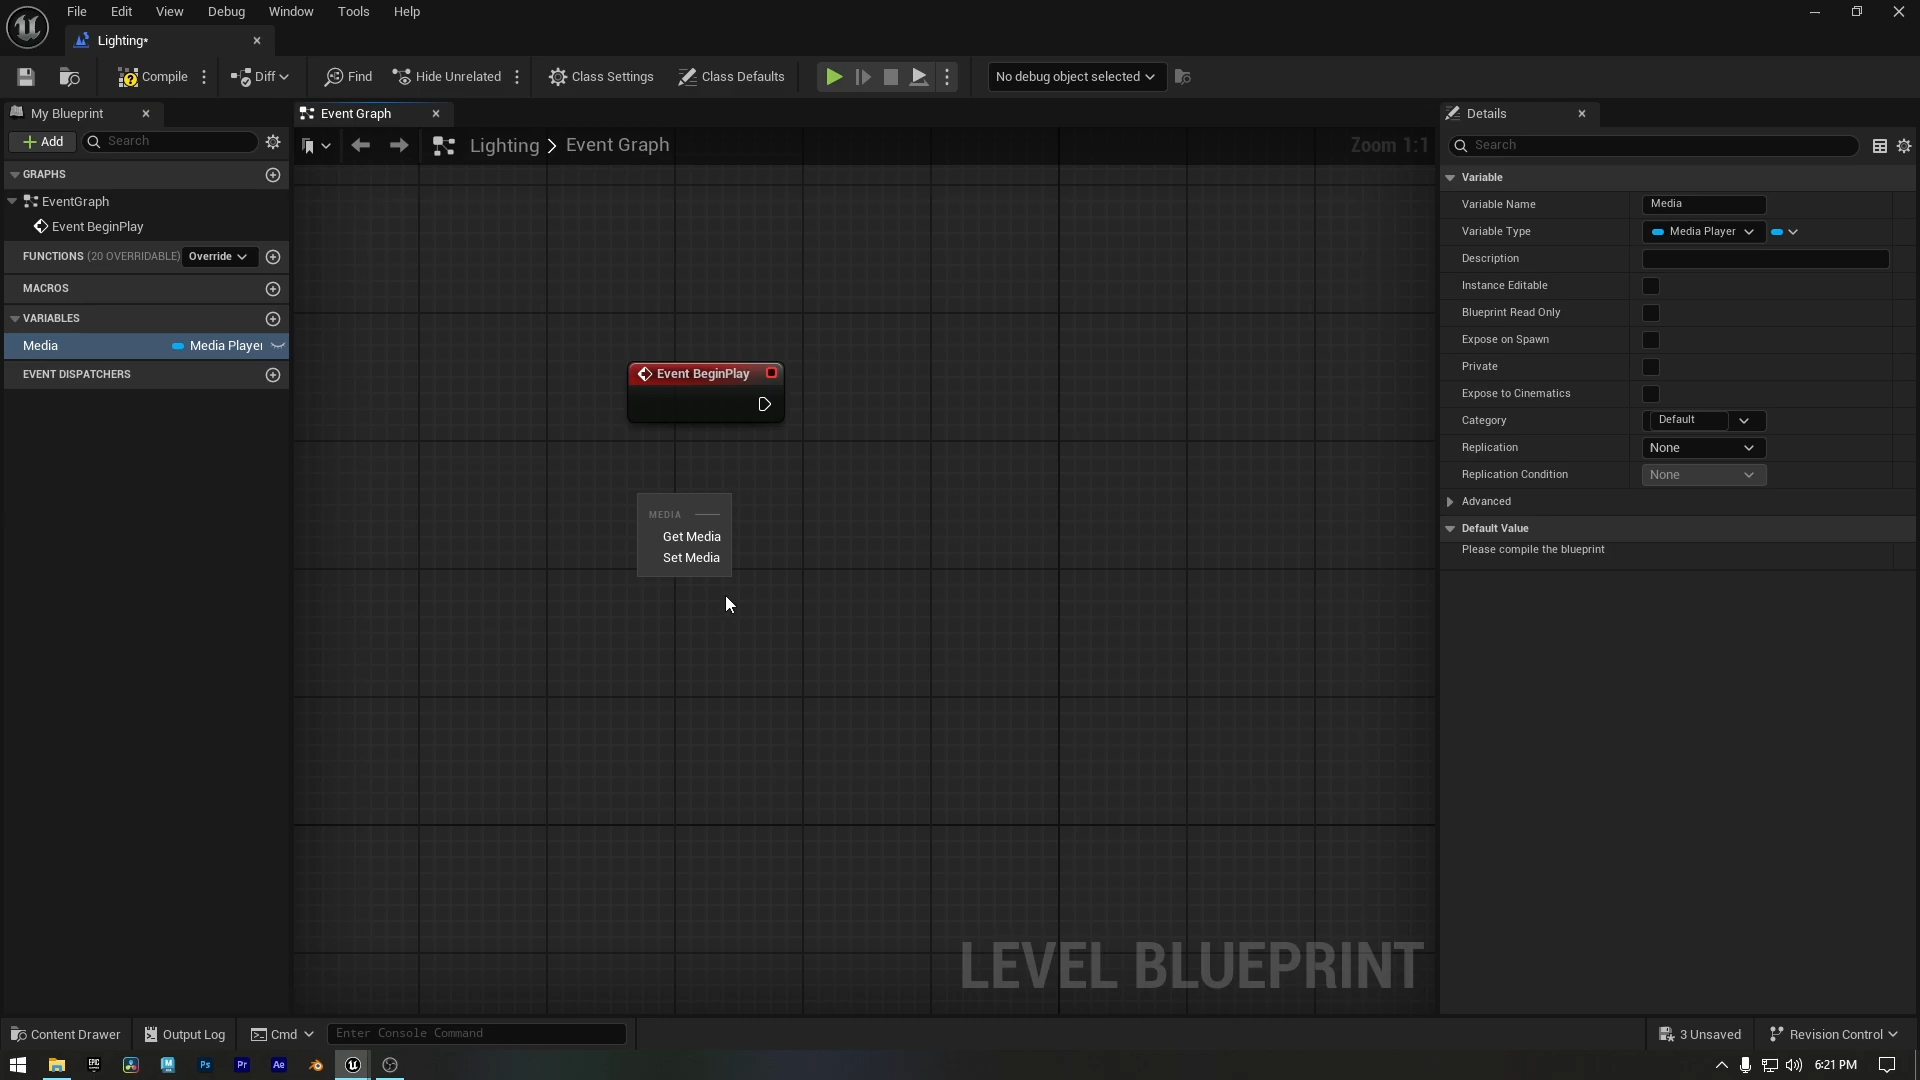 File Edit View Debug Window Tools Help
Lighting*
Compile Diff Find Hide Unrelated Class Settings Class Defaults No debug object selected
My Blueprint
Event Graph
Details
Add Search
Lighting > Event Graph
Zoom 1:1
Search
GRAPHS
EventGraph
Event BeginPlay
FUNCTIONS (20 OVERRIDABLE) Override
MACROS
VARIABLES
Media Media Player
EVENT DISPATCHERS
Event BeginPlay
MEDIA
Get Media
Set Media
LEVEL BLUEPRINT
Variable
Variable Name Media
Variable Type Media Player
Description
Instance Editable
Blueprint Read Only
Expose on Spawn
Private
Expose to Cinematics
Category Default
Replication None
Replication Condition None
Advanced
Default Value
Please compile the blueprint
Content Drawer Output Log Cmd Enter Console Command 3 Unsaved Revision Control
EPIC Ps Pr Ae 6:21 PM